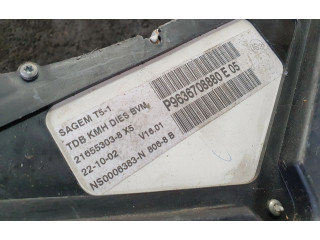 SAGEM T5-1
TDB KMH DIES BVM
21655303-8 X5
22-10-02 V16.01
NS0006383-N 806-8 B
P9636708880 E 05